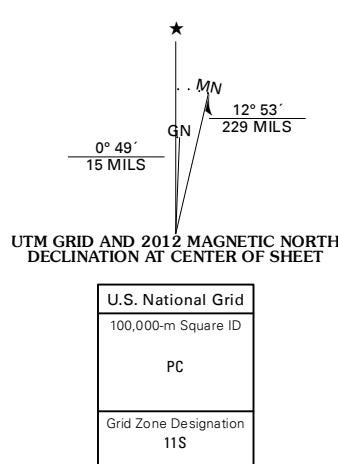 ★
MN
12° 53´
229 MILS
GN
0° 49´
15 MILS
UTM GRID AND 2012 MAGNETIC NORTH
DECLINATION AT CENTER OF SHEET
U.S. National Grid
100,000-m Square ID
PC
Grid Zone Designation
11S